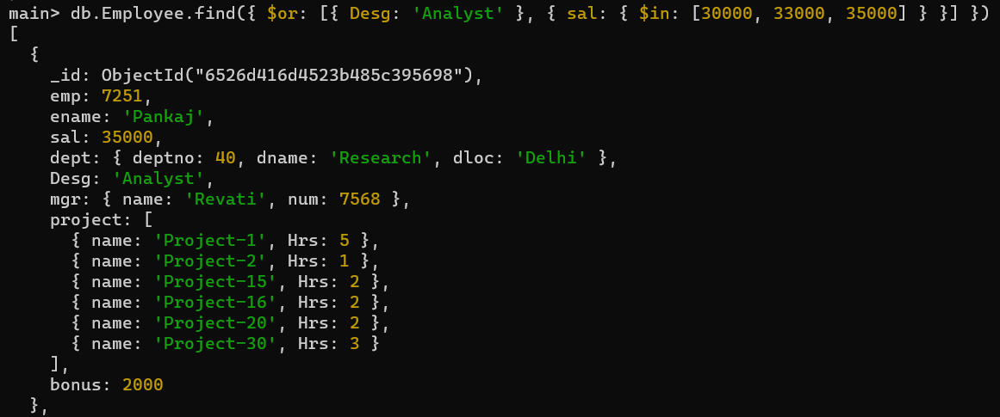 main> db.Employee.find({ $or: [{ Desg: 'Analyst' }, { sal: { $in: [30000, 33000, 35000] } }] })
[
  {
    _id: ObjectId("6526d416d4523b485c395698"),
    emp: 7251,
    ename: 'Pankaj',
    sal: 35000,
    dept: { deptno: 40, dname: 'Research', dloc: 'Delhi' },
    Desg: 'Analyst',
    mgr: { name: 'Revati', num: 7568 },
    project: [
      { name: 'Project-1', Hrs: 5 },
      { name: 'Project-2', Hrs: 1 },
      { name: 'Project-15', Hrs: 2 },
      { name: 'Project-16', Hrs: 2 },
      { name: 'Project-20', Hrs: 2 },
      { name: 'Project-30', Hrs: 3 }
    ],
    bonus: 2000
  },